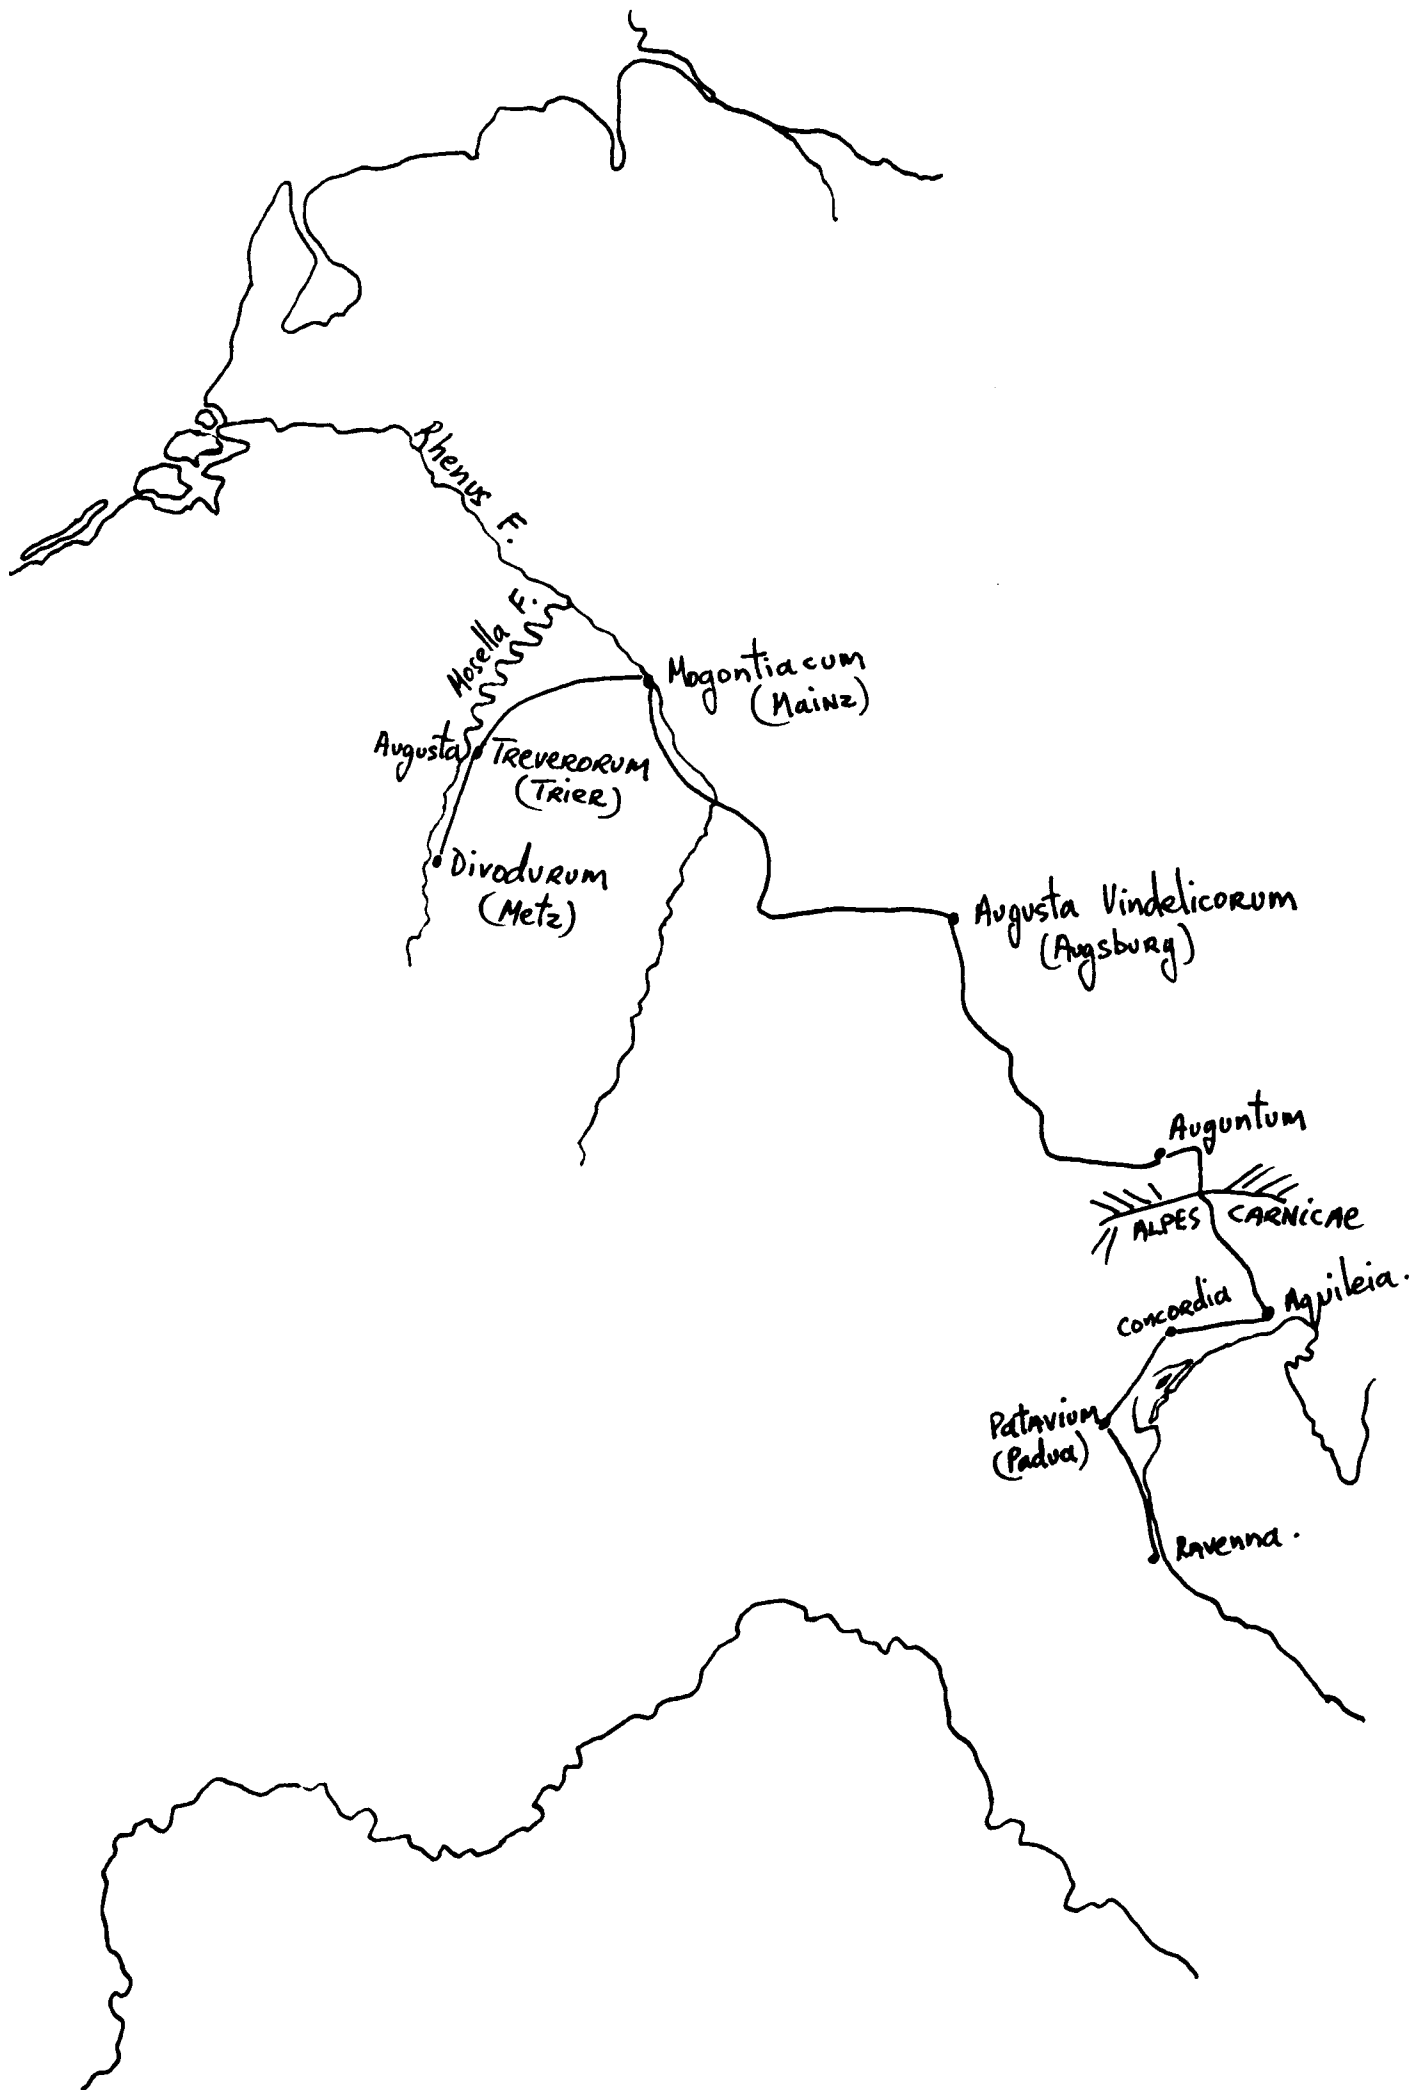 Rhenus F.
Mosella F.
Mogontiacum
(Mainz)
Augusta TREVERORUM
(TRIER)
DivoduRUM
(Metz)
Augusta Vindelicorum
(Augsburg)
Auguntum
ALPES CARNICAE
Concordia
Aquileia.
PATAVIUM
(Padua)
RAVENNA.